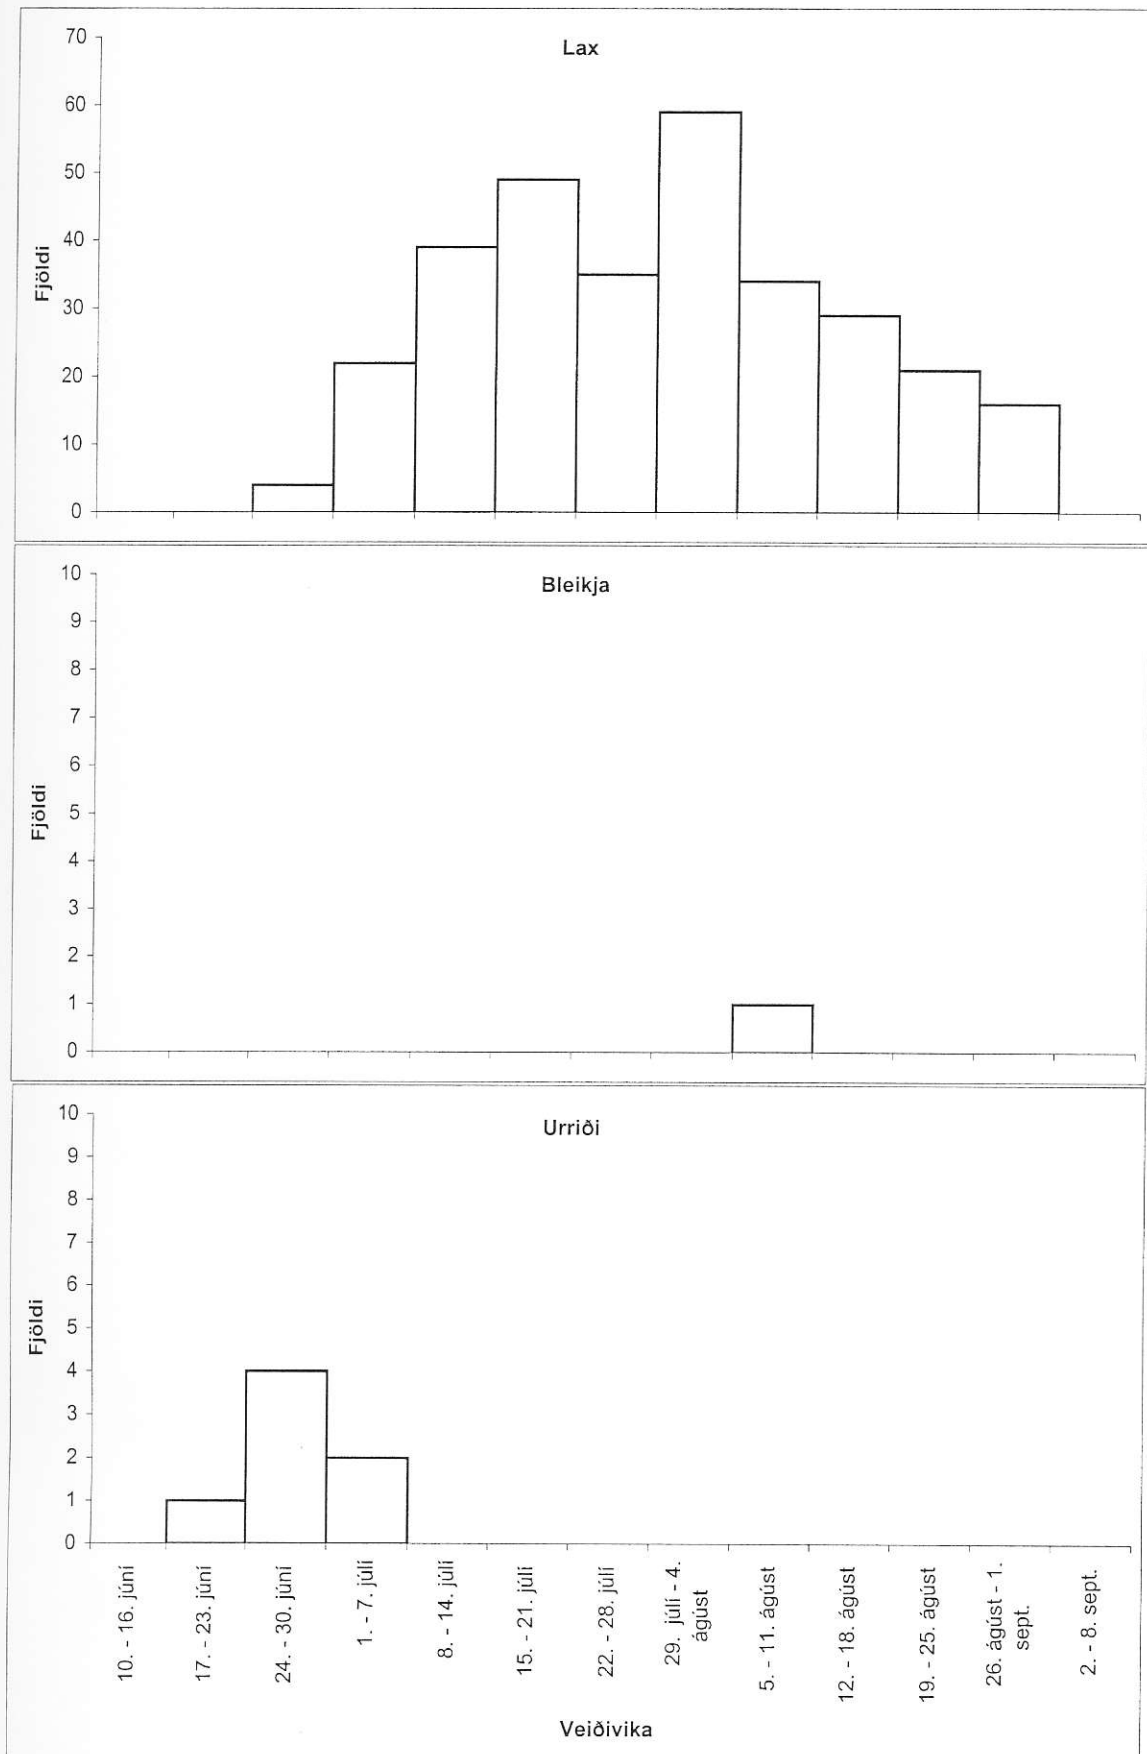 Lax
70
60
50
40
30
20
10
0
Fjöldi
Bleikja
10
9
8
7
6
5
4
3
2
1
0
Fjöldi
Urriði
10
9
8
7
6
5
4
3
2
1
0
Fjöldi
10. - 16. júní
17. - 23. júní
24. - 30. júní
1. - 7. júlí
8. - 14. júlí
15. - 21. júlí
22. - 28. júlí
29. júlí - 4.
ágúst
5. - 11. ágúst
12. - 18. ágúst
19. - 25. ágúst
26. ágúst - 1.
sept.
2. - 8. sept.
Veiðivika